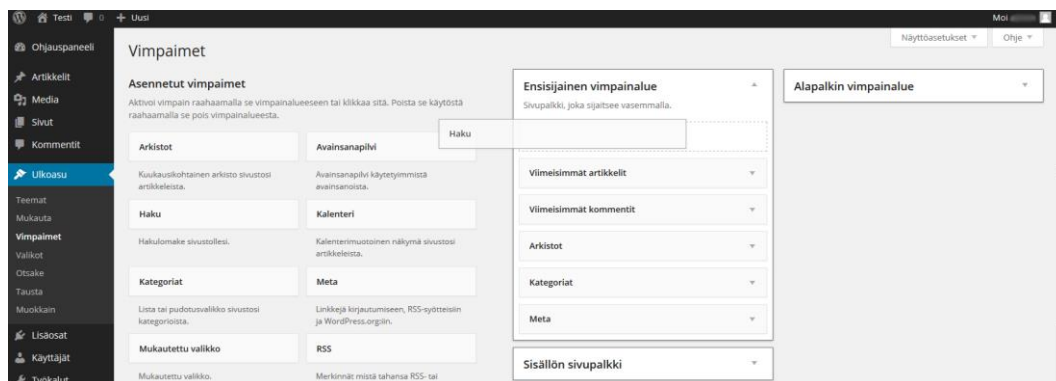 Testi 0 + Uusi
Moi
Näyttöasetukset
Ohje
Ohjauspaneeli
Artikkelit
Media
Sivut
Kommentit
Ulkoasu
Teemat
Mukauta
Vimpaimet
Valikot
Otsake
Tausta
Muokkain
Lisäosat
Käyttäjät
Työkalut
Vimpaimet
Asennetut vimpaimet
Aktivoi vimpain raahaamalla se vimpainalueeseen tai klikkaa sitä. Poista se käytöstä
raahaamalla se pois vimpainalueesta.
Arkistot
Kuukausikohtainen arkisto sivustosi
artikkeleista.
Avainsanapilvi
Avainsanapilvi käytetyimmistä
avainsanoista.
Haku
Hakulomake sivustollesi.
Kalenteri
Kalenterimuotoinen näkymä sivustosi
artikkeleista.
Kategoriat
Lista tai pudotusvalikko sivustosi
kategorioista.
Meta
Linkkejä kirjautumiseen, RSS-syötteisiin
ja WordPress.org:iin.
Mukautettu valikko
Mukautettu valikko.
RSS
Merkinnät mistä tahansa RSS- tai
Haku
Ensisijainen vimpainalue
Sivupalkki, joka sijaitsee vasemmalla.
Viimeisimmät artikkelit
Viimeisimmät kommentit
Arkistot
Kategoriat
Meta
Sisällön sivupalkki
Alapalkin vimpainalue